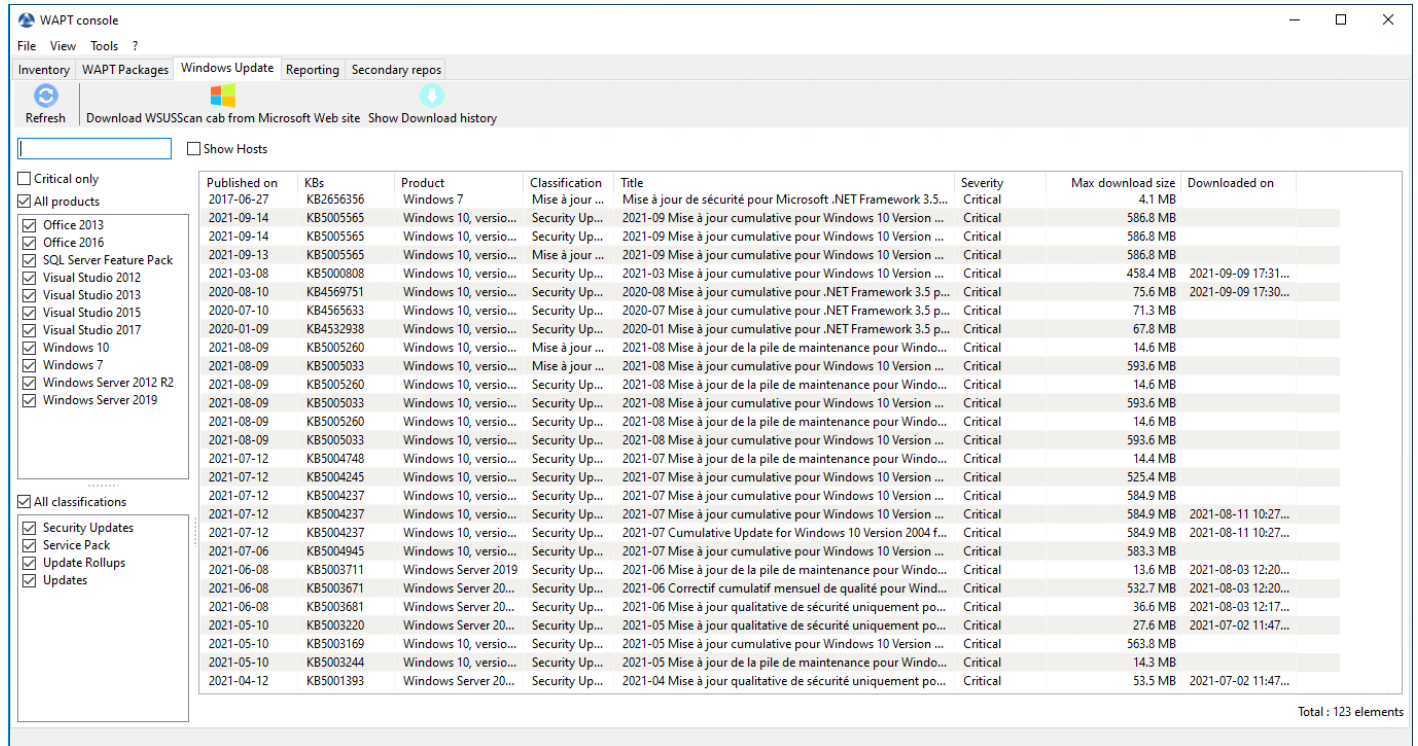 WAPT console
File View Tools ?
Inventory WAPT Packages Windows Update Reporting Secondary repos
Refresh Download WSUSScan cab from Microsoft Web site Show Download history
Show Hosts
Critical only
All products
Office 2013
Office 2016
SQL Server Feature Pack
Visual Studio 2012
Visual Studio 2013
Visual Studio 2015
Visual Studio 2017
Windows 10
Windows 7
Windows Server 2012 R2
Windows Server 2019
All classifications
Security Updates
Service Pack
Update Rollups
Updates
Published on KBs Product Classification Title Severity Max download size Downloaded on
2017-06-27 KB2656356 Windows 7 Mise à jour ... Mise à jour de sécurité pour Microsoft .NET Framework 3.5... Critical 4.1 MB
2021-09-14 KB5005565 Windows 10, versio... Security Up... 2021-09 Mise à jour cumulative pour Windows 10 Version ... Critical 586.8 MB
2021-09-14 KB5005565 Windows 10, versio... Security Up... 2021-09 Mise à jour cumulative pour Windows 10 Version ... Critical 586.8 MB
2021-09-13 KB5005565 Windows 10, versio... Mise à jour ... 2021-09 Mise à jour cumulative pour Windows 10 Version ... Critical 586.8 MB
2021-03-08 KB5000808 Windows 10, versio... Security Up... 2021-03 Mise à jour cumulative pour Windows 10 Version ... Critical 458.4 MB 2021-09-09 17:31...
2020-08-10 KB4569751 Windows 10, versio... Security Up... 2020-08 Mise à jour cumulative pour .NET Framework 3.5 p... Critical 75.6 MB 2021-09-09 17:30...
2020-07-10 KB4565633 Windows 10, versio... Security Up... 2020-07 Mise à jour cumulative pour .NET Framework 3.5 p... Critical 71.3 MB
2020-01-09 KB4532938 Windows 10, versio... Security Up... 2020-01 Mise à jour cumulative pour .NET Framework 3.5 p... Critical 67.8 MB
2021-08-09 KB5005260 Windows 10, versio... Mise à jour ... 2021-08 Mise à jour de la pile de maintenance pour Windo... Critical 14.6 MB
2021-08-09 KB5005033 Windows 10, versio... Mise à jour ... 2021-08 Mise à jour cumulative pour Windows 10 Version ... Critical 593.6 MB
2021-08-09 KB5005260 Windows 10, versio... Security Up... 2021-08 Mise à jour de la pile de maintenance pour Windo... Critical 14.6 MB
2021-08-09 KB5005033 Windows 10, versio... Security Up... 2021-08 Mise à jour cumulative pour Windows 10 Version ... Critical 593.6 MB
2021-08-09 KB5005260 Windows 10, versio... Security Up... 2021-08 Mise à jour de la pile de maintenance pour Windo... Critical 14.6 MB
2021-08-09 KB5005033 Windows 10, versio... Security Up... 2021-08 Mise à jour cumulative pour Windows 10 Version ... Critical 593.6 MB
2021-07-12 KB5004748 Windows 10, versio... Security Up... 2021-07 Mise à jour de la pile de maintenance pour Windo... Critical 14.4 MB
2021-07-12 KB5004245 Windows 10, versio... Security Up... 2021-07 Mise à jour cumulative pour Windows 10 Version ... Critical 525.4 MB
2021-07-12 KB5004237 Windows 10, versio... Security Up... 2021-07 Mise à jour cumulative pour Windows 10 Version ... Critical 584.9 MB
2021-07-12 KB5004237 Windows 10, versio... Security Up... 2021-07 Mise à jour cumulative pour Windows 10 Version ... Critical 584.9 MB 2021-08-11 10:27...
2021-07-12 KB5004237 Windows 10, versio... Security Up... 2021-07 Cumulative Update for Windows 10 Version 2004 f... Critical 584.9 MB 2021-08-11 10:27...
2021-07-06 KB5004945 Windows 10, versio... Security Up... 2021-07 Mise à jour cumulative pour Windows 10 Version ... Critical 583.3 MB
2021-06-08 KB5003711 Windows Server 2019 Security Up... 2021-06 Mise à jour de la pile de maintenance pour Windo... Critical 13.6 MB 2021-08-03 12:20...
2021-06-08 KB5003671 Windows Server 20... Security Up... 2021-06 Correctif cumulatif mensuel de qualité pour Wind... Critical 532.7 MB 2021-08-03 12:20...
2021-06-08 KB5003681 Windows Server 20... Security Up... 2021-06 Mise à jour qualitative de sécurité uniquement po... Critical 36.6 MB 2021-08-03 12:17...
2021-05-10 KB5003220 Windows Server 20... Security Up... 2021-05 Mise à jour qualitative de sécurité uniquement po... Critical 27.6 MB 2021-07-02 11:47...
2021-05-10 KB5003169 Windows 10, versio... Security Up... 2021-05 Mise à jour cumulative pour Windows 10 Version ... Critical 563.8 MB
2021-05-10 KB5003244 Windows 10, versio... Security Up... 2021-05 Mise à jour de la pile de maintenance pour Windo... Critical 14.3 MB
2021-04-12 KB5001393 Windows Server 20... Security Up... 2021-04 Mise à jour qualitative de sécurité uniquement po... Critical 53.5 MB 2021-07-02 11:47...
Total : 123 elements